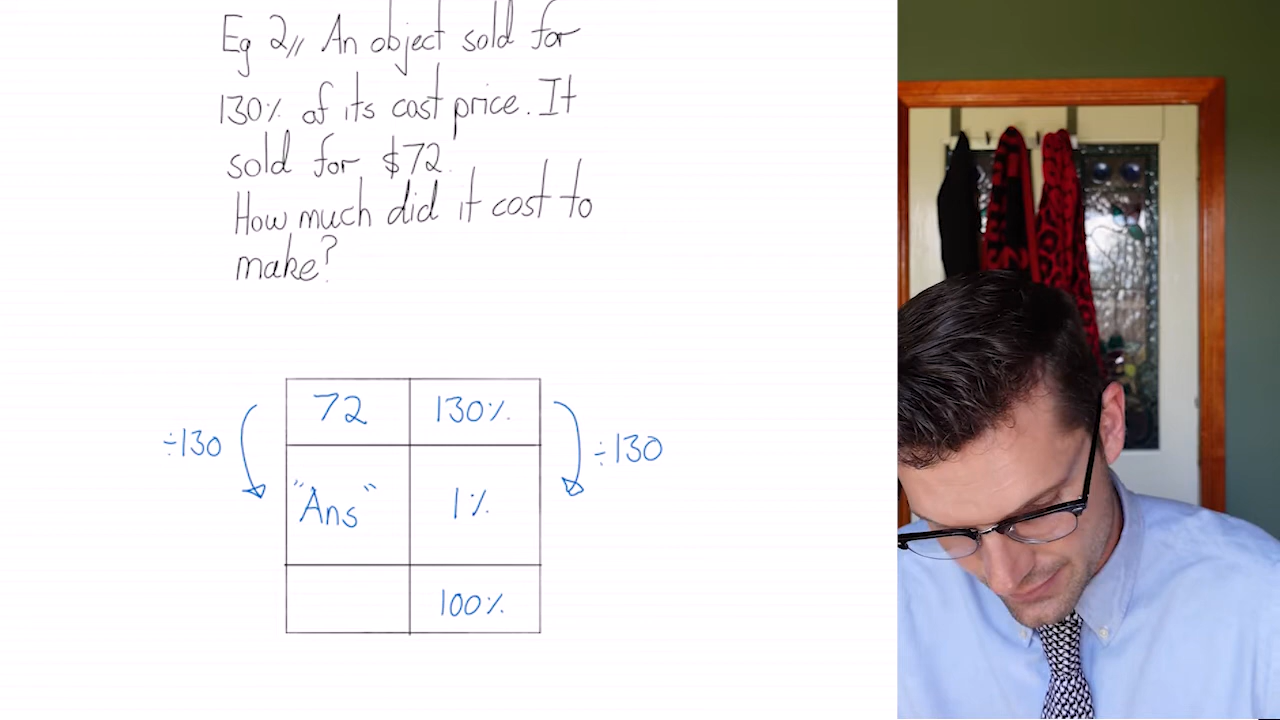 Eg 2,, An object sold for
130% of its cost price. It
sold for $72.
How much did it cost to
make?
72 130%
÷130 ÷130
"Ans" 1%
100%